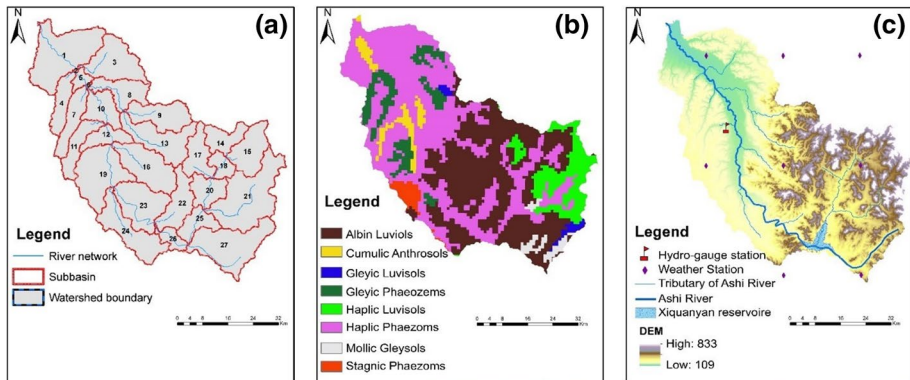 N
(a)
1
3
2
5
6
4
7
10
8
9
11
12
13
14
15
16
17
18
19
20
21
22
23
24
25
26
27
Legend
River network
Subbasin
Watershed boundary
0 4 8 16 24 32
Km
N
(b)
Legend
Albin Luviols
Cumulic Anthrosols
Gleyic Luvisols
Gleyic Phaeozems
Haplic Luvisols
Haplic Phaezoms
Mollic Gleysols
Stagnic Phaezoms
0 4 8 16 24 32
Km
N
(c)
Legend
Hydro-gauge station
Weather Station
Tributary of Ashi River
Ashi River
Xiquanyan reservoire
DEM
High: 833
Low: 109
0 4 8 16 24 32
Km